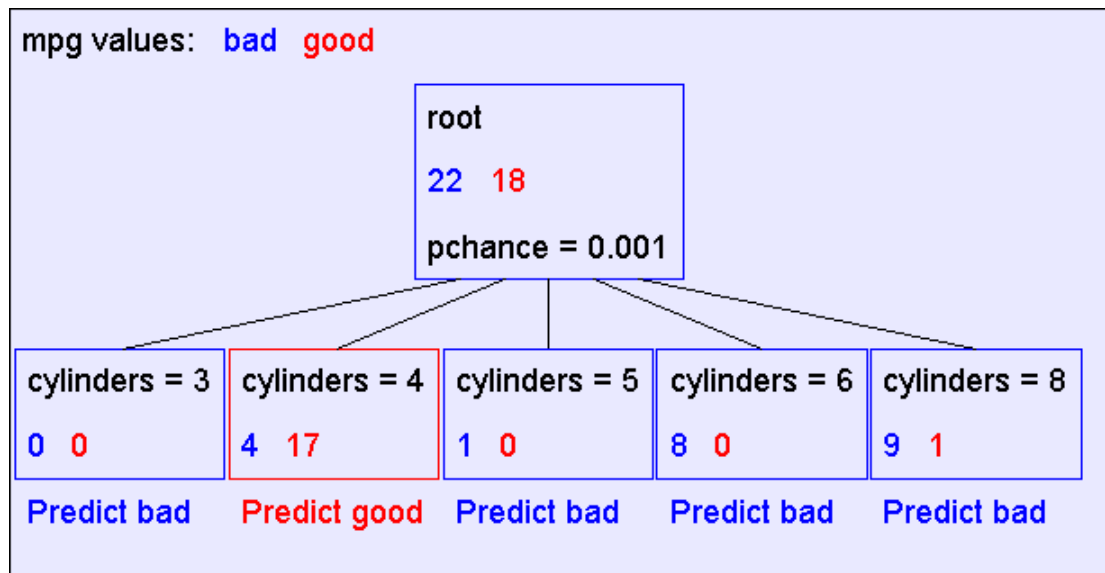 mpg values: bad good
root
22 18
pchance = 0.001
cylinders = 3
0 0
Predict bad
cylinders = 4
4 17
Predict good
cylinders = 5
1 0
Predict bad
cylinders = 6
8 0
Predict bad
cylinders = 8
9 1
Predict bad